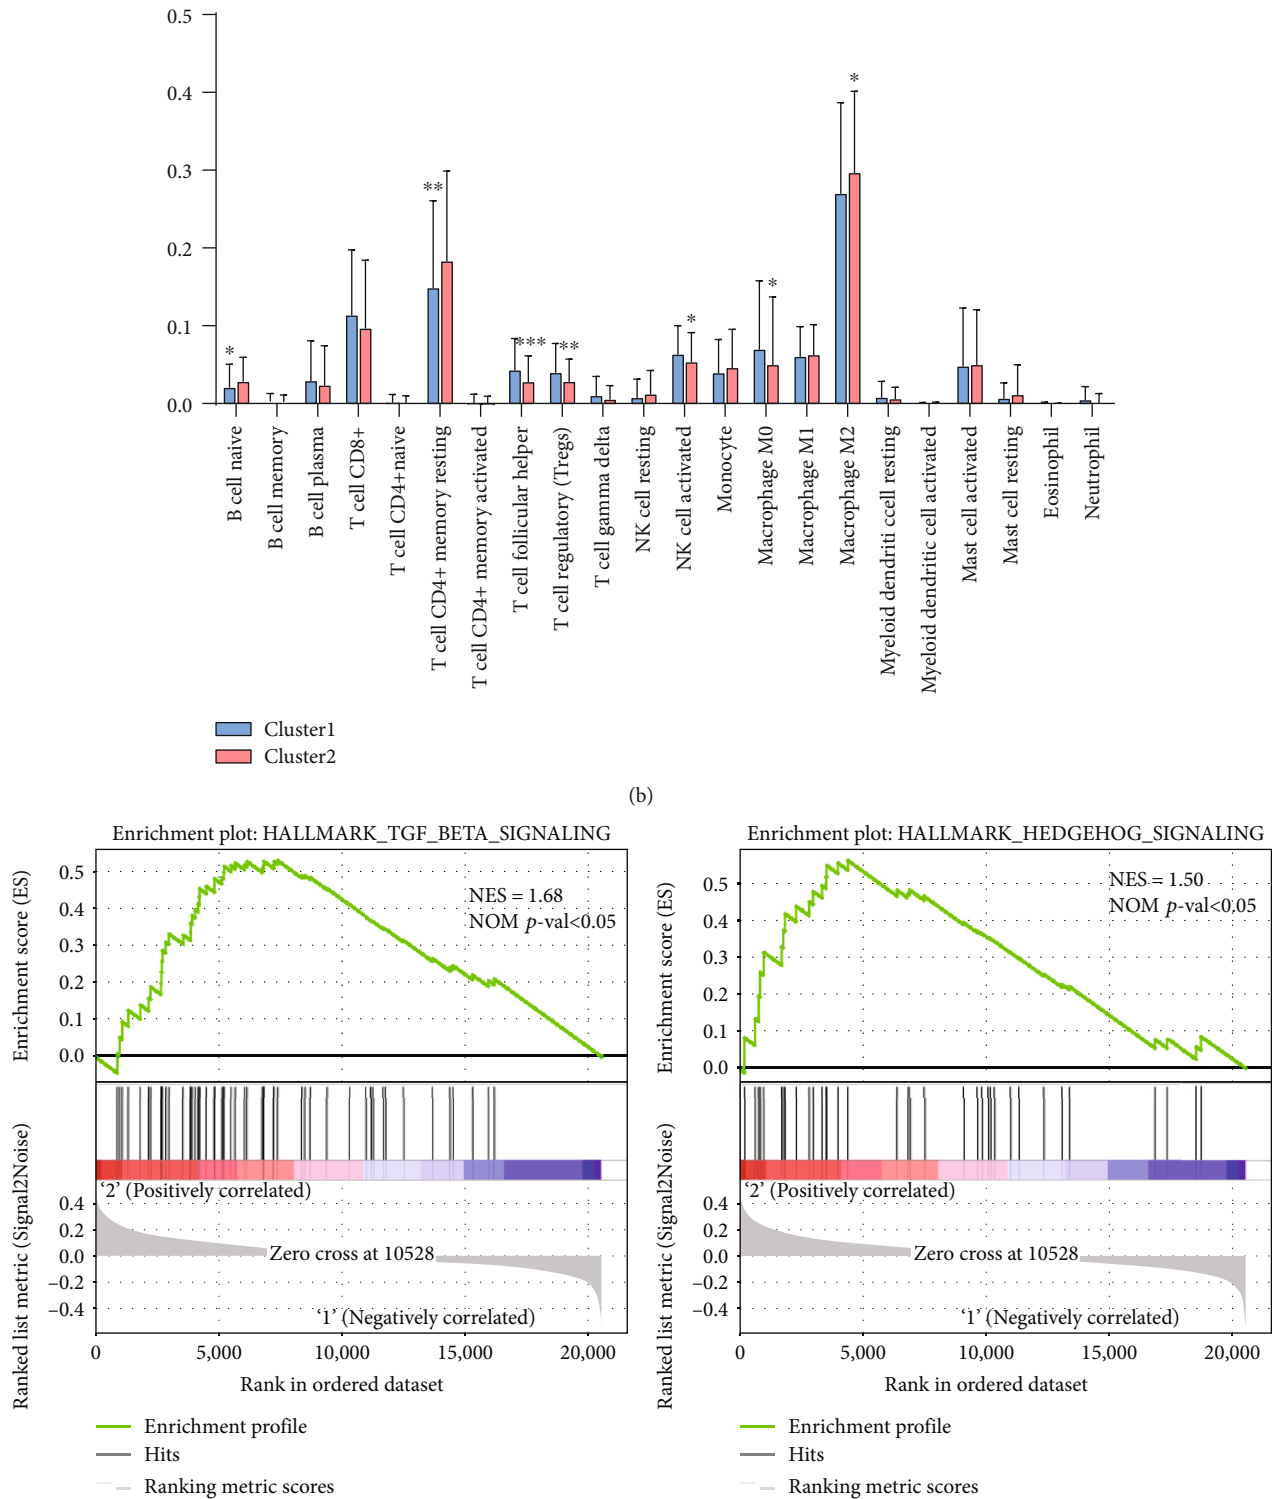 0.5
0.4
0.3
0.2
0.1
0.0
*
**
***
**
*
*
*
B cell naive
B cell memory
B cell plasma
T cell CD8+
T cell CD4+naive
T cell CD4+ memory resting
T cell CD4+ memory activated
T cell follicular helper
T cell regulatory (Tregs)
T cell gamma delta
NK cell resting
NK cell activated
Monocyte
Macrophage M0
Macrophage M1
Macrophage M2
Myeloid dendriti ccell resting
Myeloid dendritic cell activated
Mast cell activated
Mast cell resting
Eosinophil
Neutrophil
Cluster1
Cluster2
(b)
Enrichment plot: HALLMARK_TGF_BETA_SIGNALING
Enrichment score (ES)
0.5
0.4
0.3
0.2
0.1
0.0
NES = 1.68
NOM p-val<0.05
Ranked list metric (Signal2Noise)
‘2’ (Positively correlated)
0.4
0.2
0.0
−0.2
−0.4
Zero cross at 10528
‘1’ (Negatively correlated)
0 5,000 10,000 15,000 20,000
Rank in ordered dataset
Enrichment profile
Hits
Ranking metric scores
Enrichment plot: HALLMARK_HEDGEHOG_SIGNALING
Enrichment score (ES)
0.5
0.4
0.3
0.2
0.1
0.0
NES = 1.50
NOM p-val<0,05
Ranked list metric (Signal2Noise)
‘2’ (Positively correlated)
0.4
0.2
0.0
−0.2
−0.4
Zero cross at 10528
‘1’ (Negatively correlated)
0 5,000 10,000 15,000 20,000
Rank in ordered dataset
Enrichment profile
Hits
Ranking metric scores